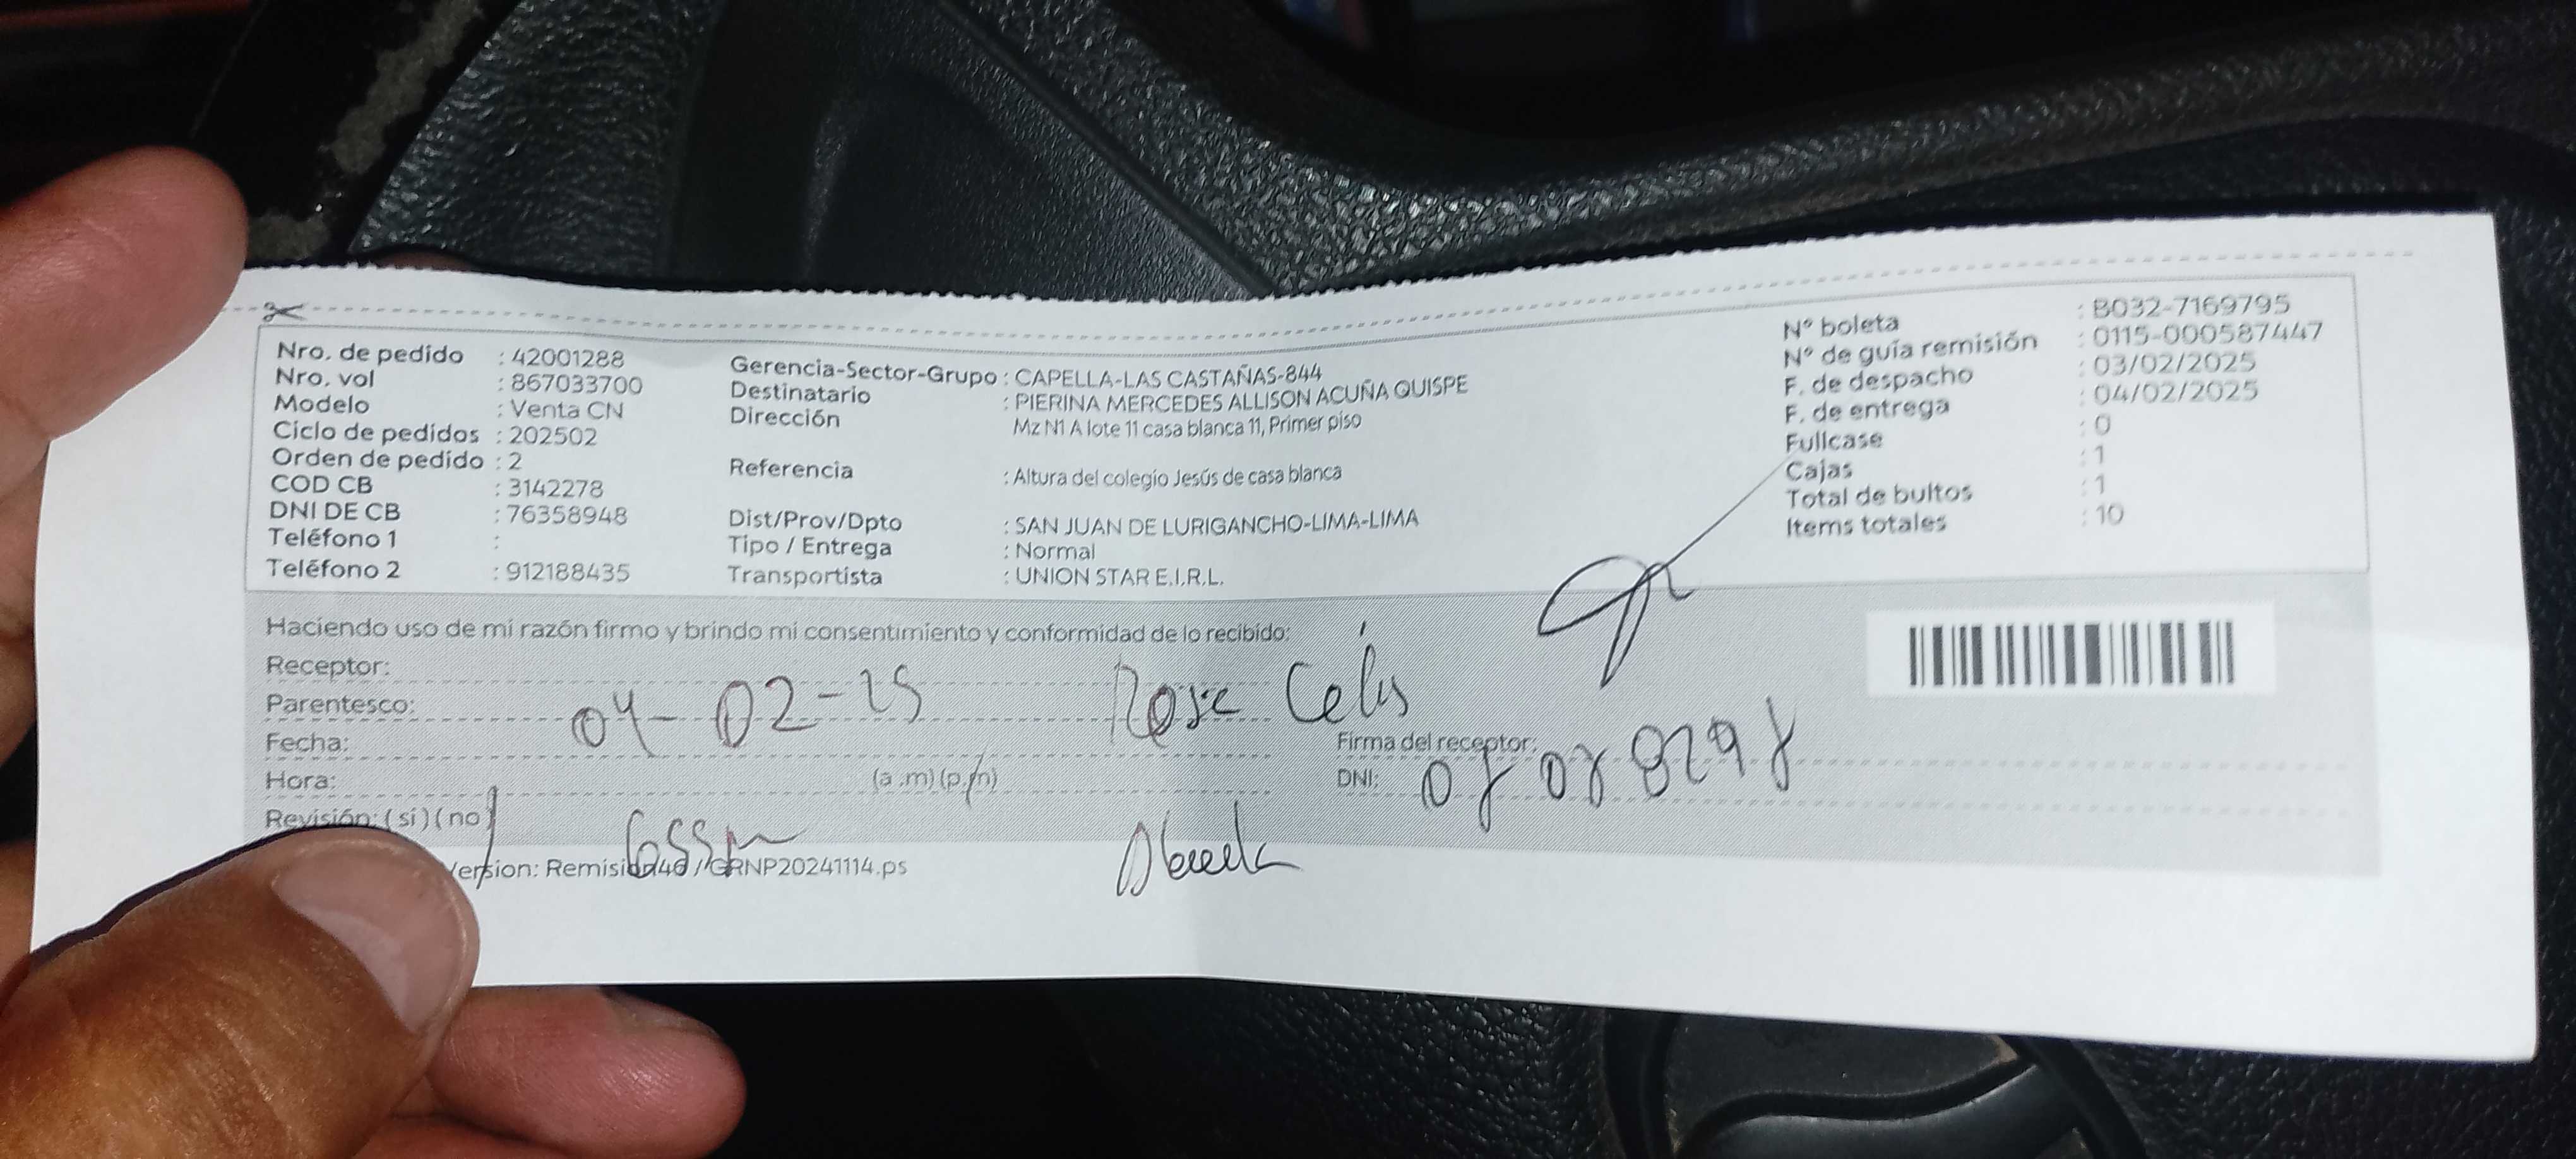 Nro. de pedido : 42001288
Nro. vol : 867033700
Modelo : Venta CN
Ciclo de pedidos : 202502
Orden de pedido : 2
COD CB : 3142278
DNI DE CB : 76358948
Teléfono 1 :
Teléfono 2 : 912188435
Gerencia-Sector-Grupo : CAPELLA-LAS CASTAÑAS-844
Destinatario : PIERINA MERCEDES ALLISON ACUÑA QUISPE
Dirección Mz N1 A lote 11 casa blanca 11, Primer piso
Referencia : Altura del colegio Jesús de casa blanca
Dist/Prov/Dpto : SAN JUAN DE LURIGANCHO-LIMA-LIMA
Tipo / Entrega : Normal
Transportista : UNION STAR E.I.R.L.
N° boleta : B032-7169795
N° de guía remisión : 0115-000587447
F. de despacho : 03/02/2025
F. de entrega : 04/02/2025
Fullcase : 0
Cajas : 1
Total de bultos : 1
Items totales : 10
Haciendo uso de mi razón firmo y brindo mi consentimiento y conformidad de lo recibido:
Receptor:
Parentesco:
04-02-25 Rose Celis
Fecha:
Firma del receptor:
Hora: (a.m) (p.m)
DNI:
Revisión: (si) (no)
Version: Remision46 / GRNP20241114.ps
Abuela